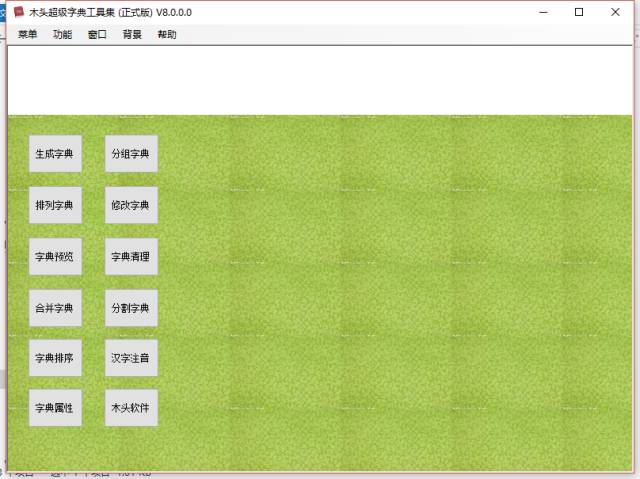 木头超级字典工具集 (正式版) V8.0.0.0
菜单 功能 窗口 背景 帮助
生成字典 分组字典
排列字典 修改字典
字典预览 字典清理
合并字典 分割字典
字典排序 汉字注音
字典属性 木头软件